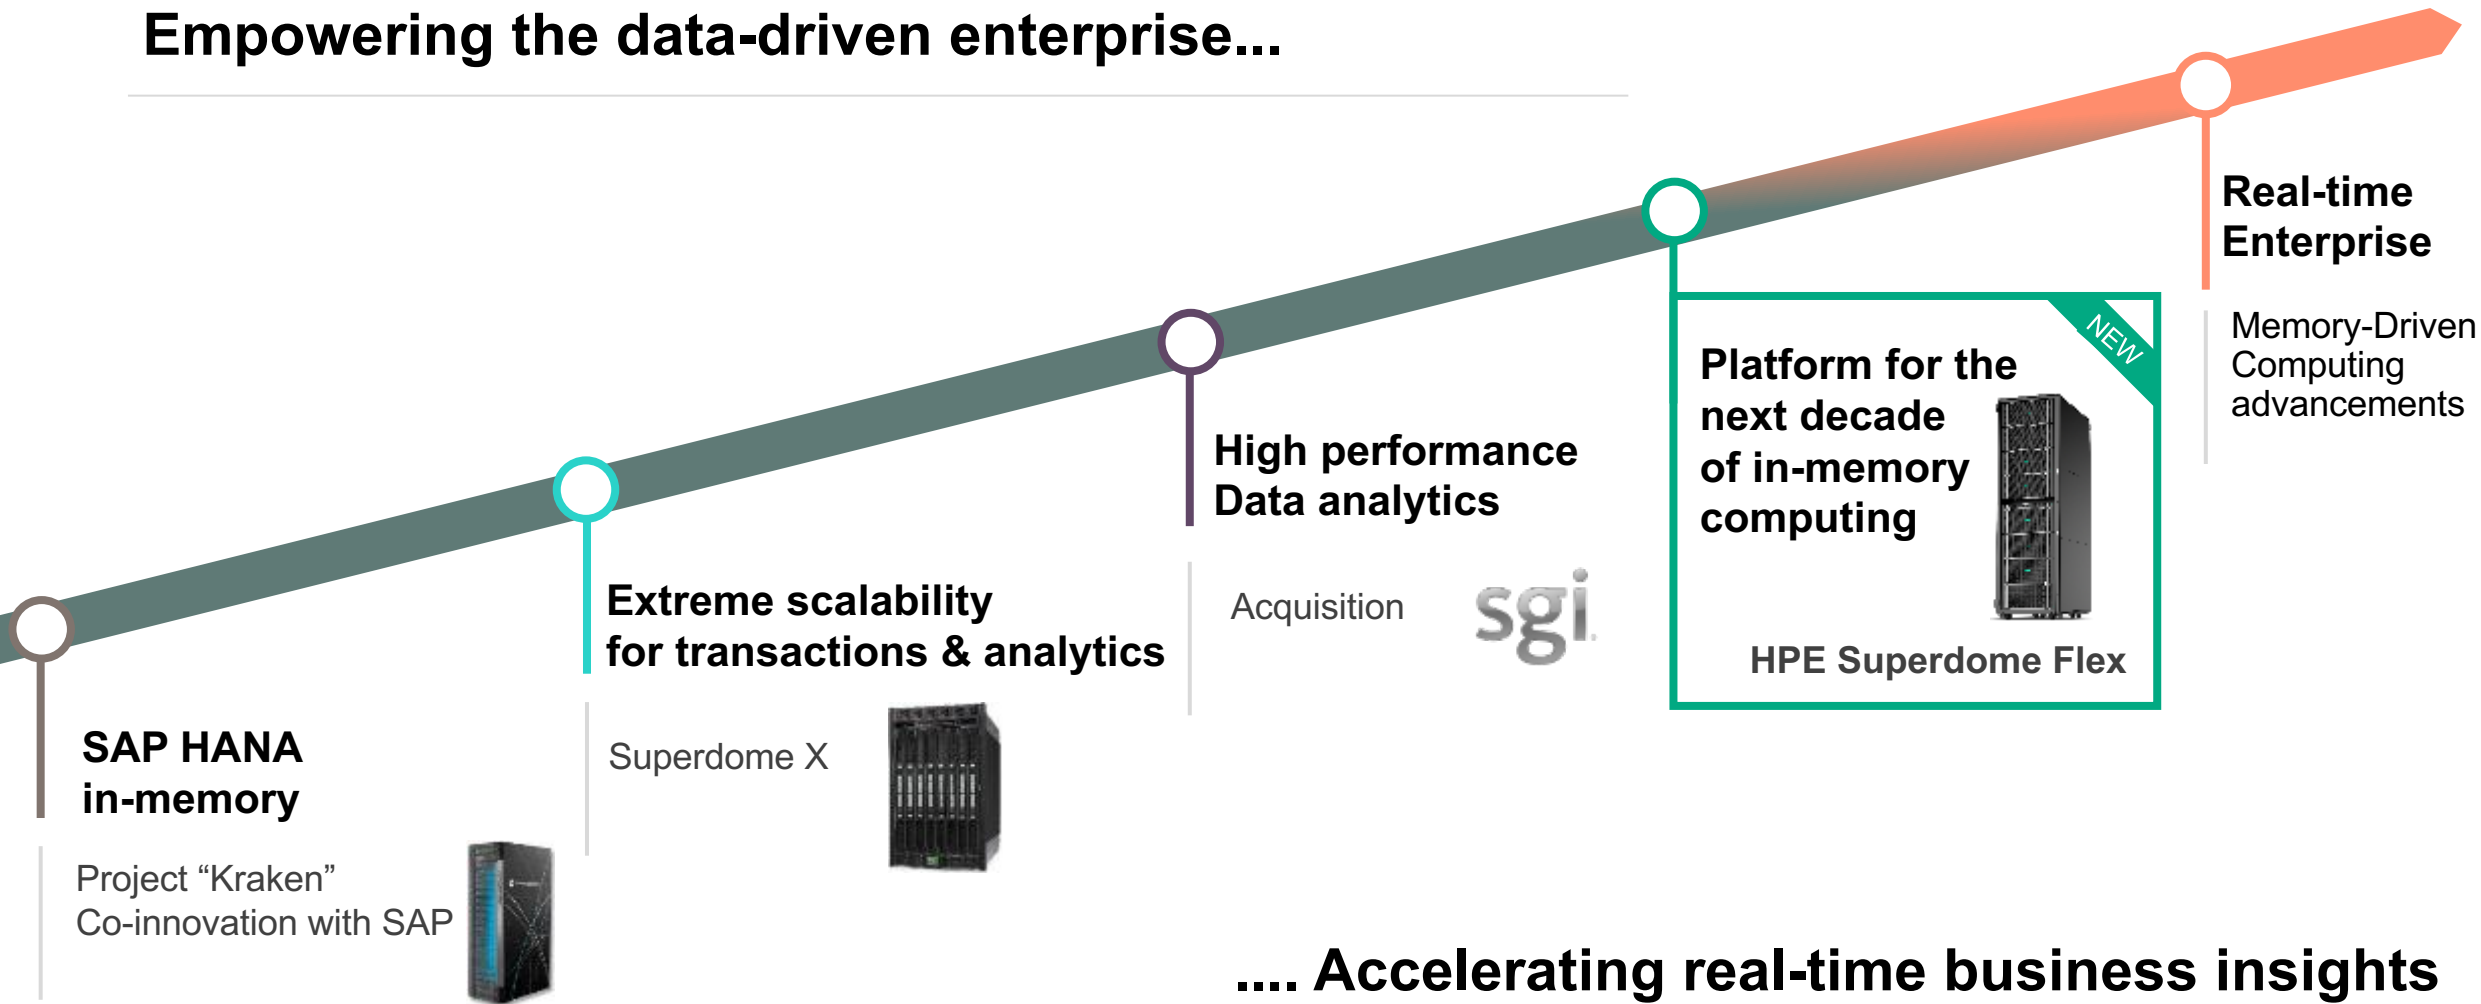 Empowering the data-driven enterprise...
Real-time
Enterprise
Memory-Driven
Computing
advancements
NEW
Platform for the
next decade
of in-memory
computing
HPE Superdome Flex
High performance
Data analytics
Acquisition
sgi
Extreme scalability
for transactions & analytics
Superdome X
SAP HANA
in-memory
Project “Kraken”
Co-innovation with SAP
.... Accelerating real-time business insights